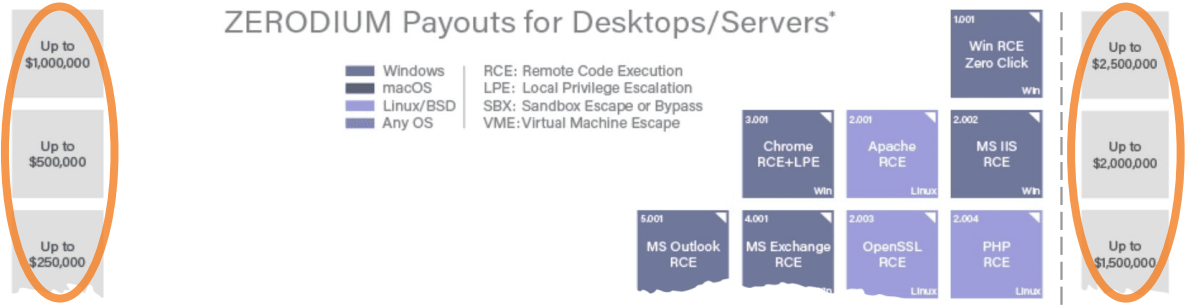 ZERODIUM Payouts for Desktops/Servers*
Up to
$1,000,000
Windows
macOS
Linux/BSD
Any OS
RCE: Remote Code Execution
LPE: Local Privilege Escalation
SBX: Sandbox Escape or Bypass
VME:Virtual Machine Escape
1.001
Win RCE
Zero Click
Win
Up to
$2,500,000
Up to
$500,000
3.001
Chrome
RCE+LPE
Win
2.001
Apache
RCE
Linux
2.002
MS IIS
RCE
Win
Up to
$2,000,000
Up to
$250,000
5.001
MS Outlook
RCE
4.001
MS Exchange
RCE
2.003
OpenSSL
RCE
Linux
2.004
PHP
RCE
Linux
Up to
$1,500,000